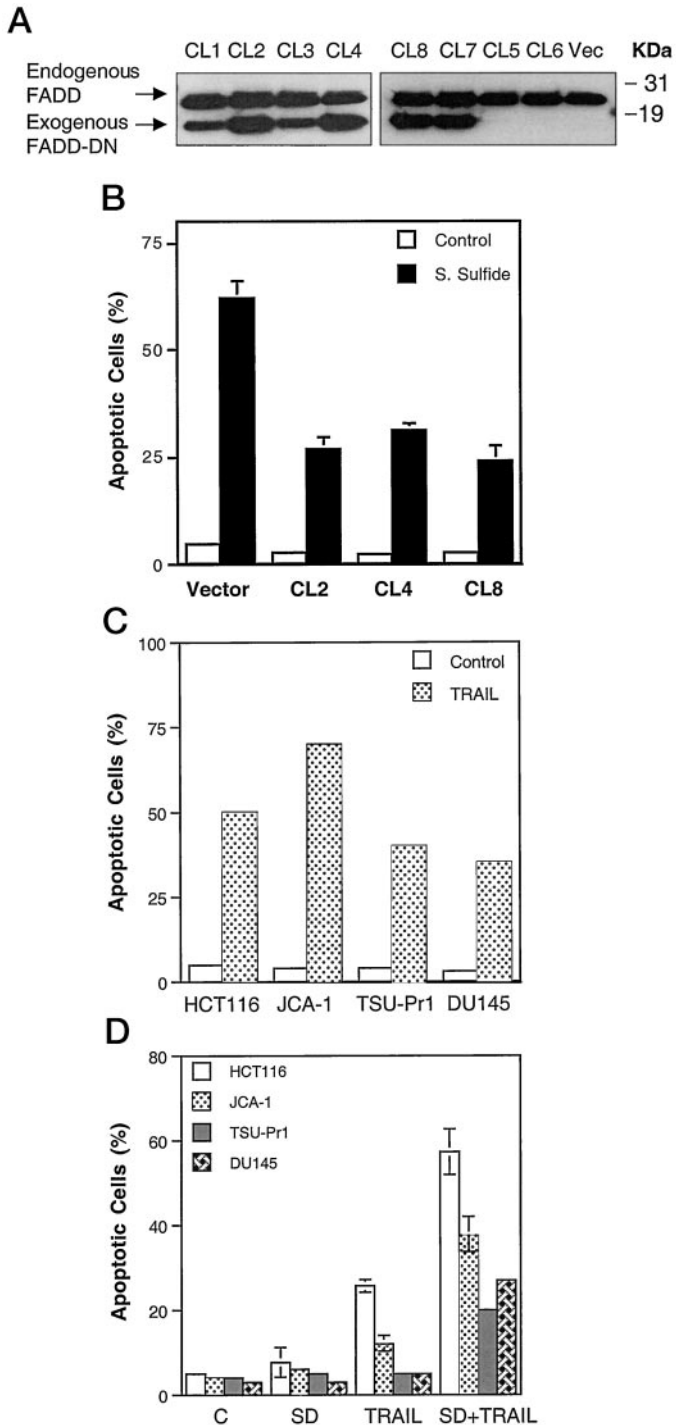 A
CL1 CL2 CL3 CL4 CL8 CL7 CL5 CL6 Vec KDa
Endogenous
FADD
Exogenous
FADD-DN
– 31
–19
B
Apoptotic Cells (%)
75
50
25
0
Control
S. Sulfide
Vector CL2 CL4 CL8
C
Apoptotic Cells (%)
100
75
50
25
0
Control
TRAIL
HCT116 JCA-1 TSU-Pr1 DU145
D
Apoptotic Cells (%)
80
60
40
20
0
HCT116
JCA-1
TSU-Pr1
DU145
C SD TRAIL SD+TRAIL